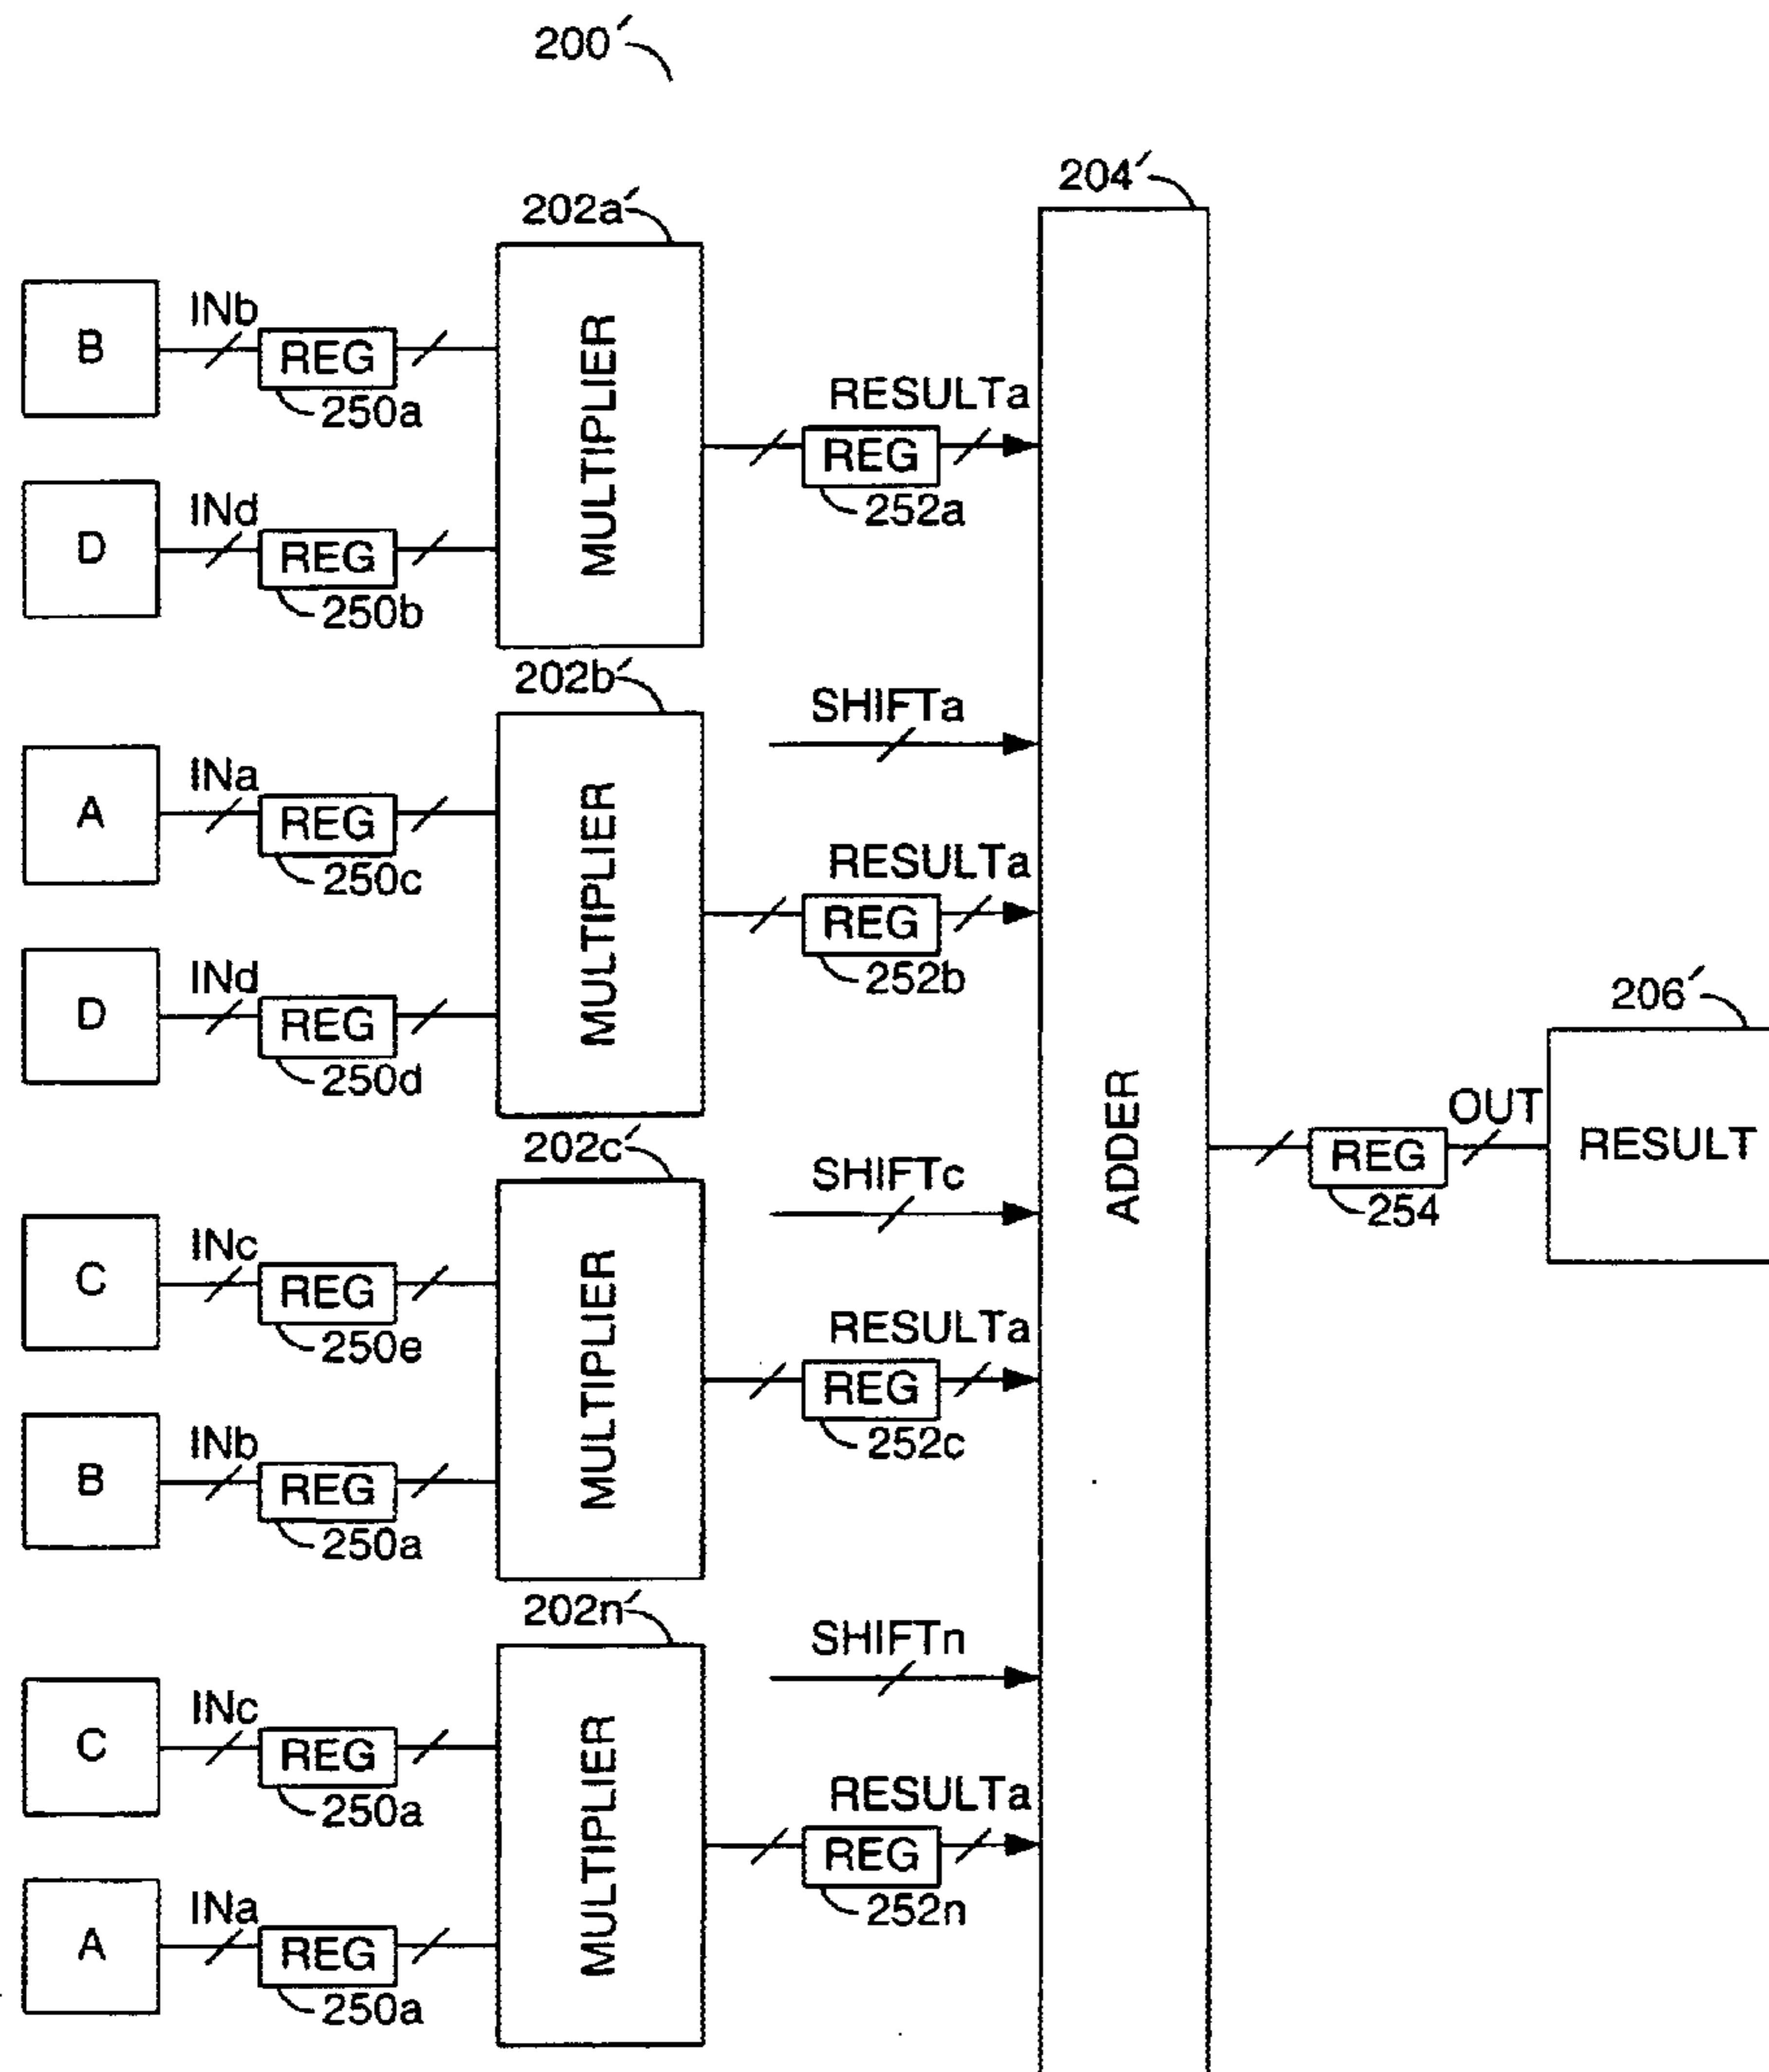 200′
204′
202a′
B
INb
REG
250a
D
INd
REG
250b
MULTIPLIER
RESULTa
REG
252a
202b′
SHIFTa
A
INa
REG
250c
D
INd
REG
250d
MULTIPLIER
RESULTa
REG
252b
ADDER
206′
OUT
REG
254
RESULT
202c′
SHIFTc
C
INc
REG
250e
B
INb
REG
250a
MULTIPLIER
RESULTa
REG
252c
202n′
SHIFTn
C
INc
REG
250a
A
INa
REG
250a
MULTIPLIER
RESULTa
REG
252n